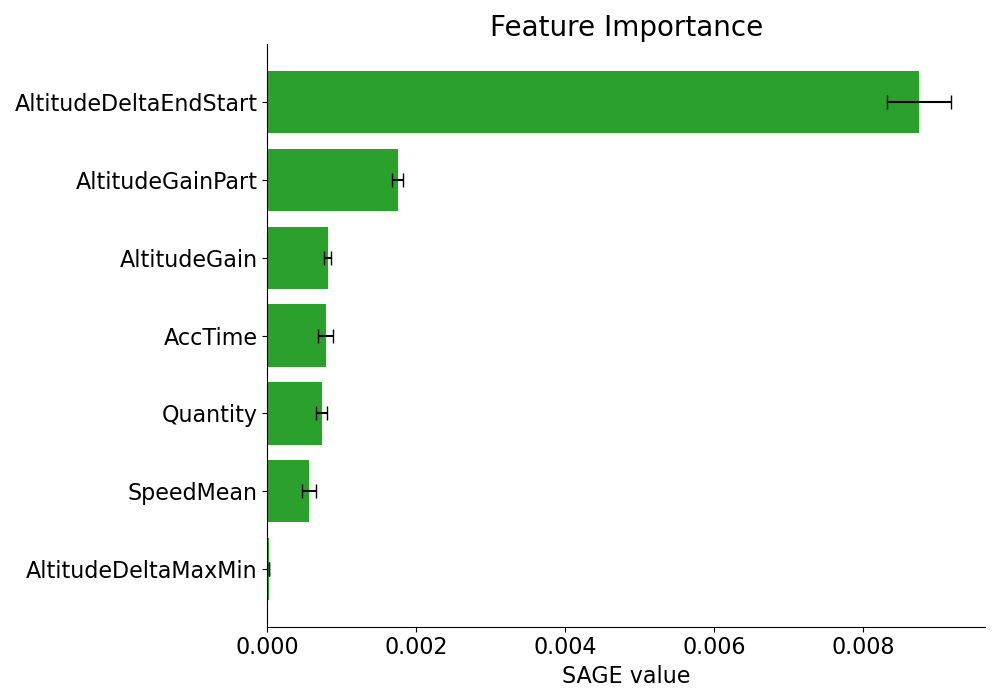 Feature Importance
AltitudeDeltaEndStart
AltitudeGainPart
AltitudeGain
AccTime
Quantity
SpeedMean
AltitudeDeltaMaxMin
0.000 0.002 0.004 0.006 0.008
SAGE value